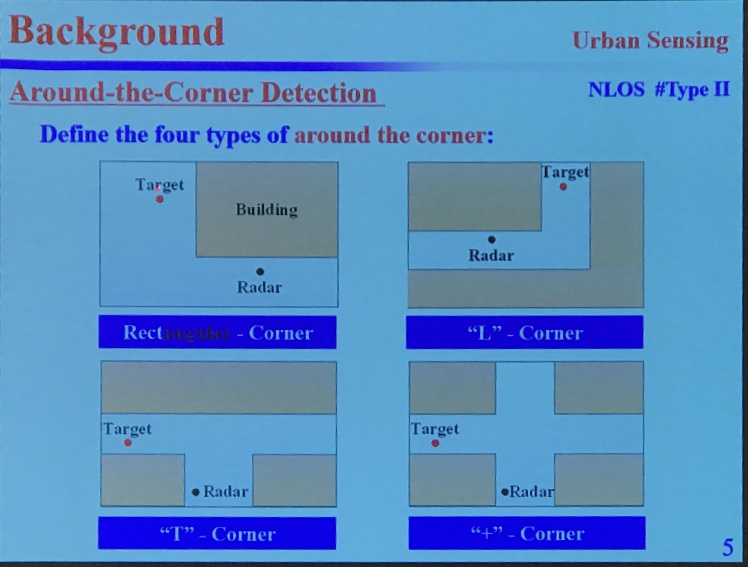 Background
Urban Sensing
Around-the-Corner Detection
NLOS #Type II
Define the four types of around the corner:
Target
Building
Radar
Rectangular - Corner
Target
Radar
“L” - Corner
Target
Radar
“T” - Corner
Target
Radar
“+” - Corner
5